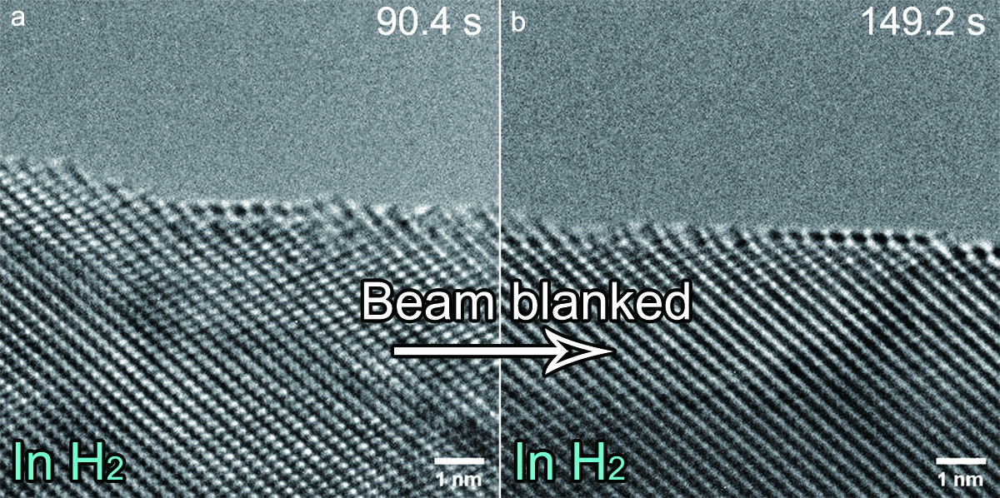 a
90.4 s
b
149.2 s
Beam blanked
In H2
1 nm
In H2
1 nm